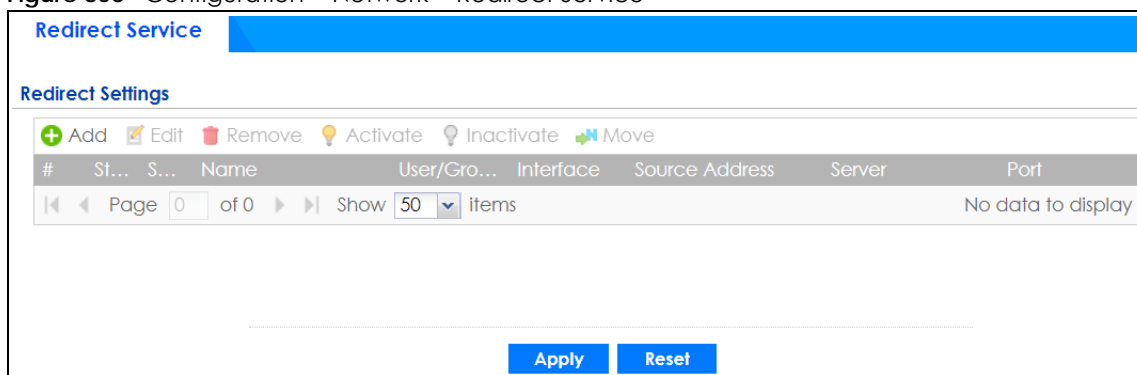 Redirect Service
Redirect Settings
Add Edit Remove Activate Inactivate Move
# St... S... Name User/Gro... Interface Source Address Server Port
Page 0 of 0 Show 50 items No data to display
Apply Reset